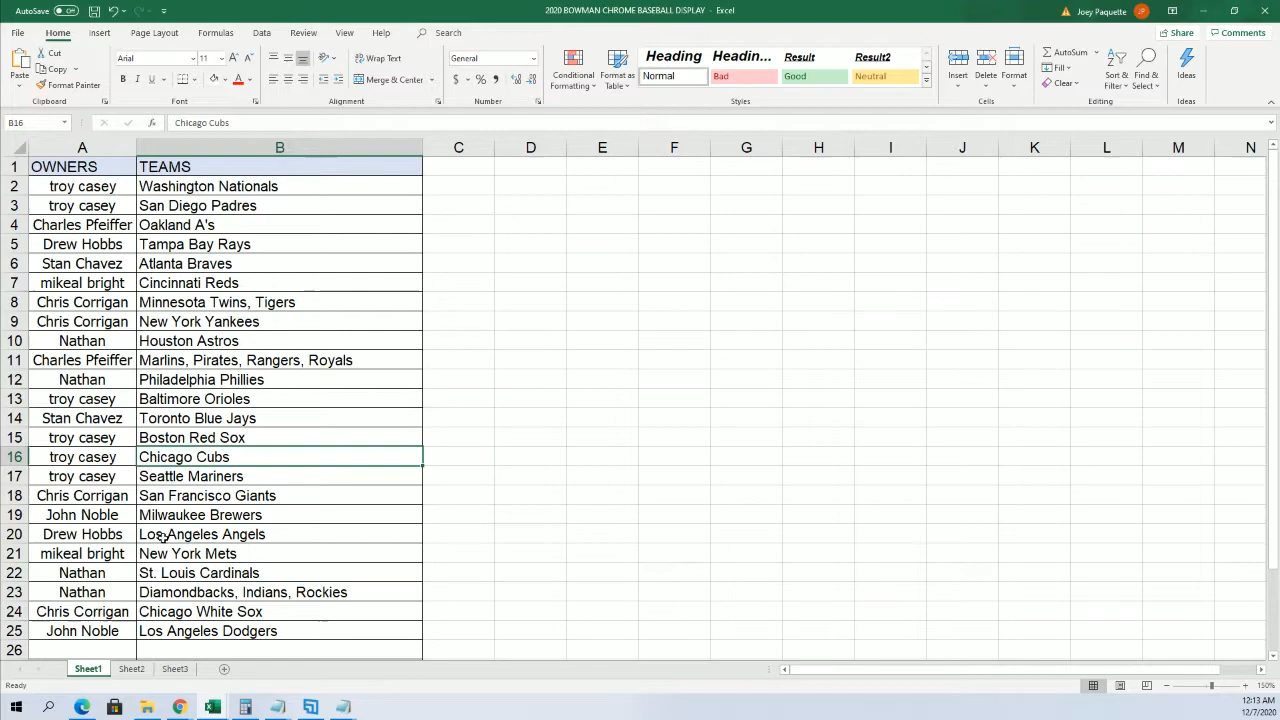 AutoSave Off 2020 BOWMAN CHROME BASEBALL DISPLAY - Excel Joey Paquette JP
File Home Insert Page Layout Formulas Data Review View Help Search Share Comments
Paste Cut Copy Format Painter Clipboard
Arial 11 B I U A Font
Wrap Text Merge & Center Alignment
General $ % Number
Conditional Formatting Format as Table
Heading Headin... Result Result2
Normal Bad Good Neutral Styles
Insert Delete Format Cells
AutoSum Fill Clear Sort & Filter Find & Select Editing
Ideas Ideas
B16 fx Chicago Cubs
A B C D E F G H I J K L M N
1 OWNERS TEAMS
2 troy casey Washington Nationals
3 troy casey San Diego Padres
4 Charles Pfeiffer Oakland A's
5 Drew Hobbs Tampa Bay Rays
6 Stan Chavez Atlanta Braves
7 mikeal bright Cincinnati Reds
8 Chris Corrigan Minnesota Twins, Tigers
9 Chris Corrigan New York Yankees
10 Nathan Houston Astros
11 Charles Pfeiffer Marlins, Pirates, Rangers, Royals
12 Nathan Philadelphia Phillies
13 troy casey Baltimore Orioles
14 Stan Chavez Toronto Blue Jays
15 troy casey Boston Red Sox
16 troy casey Chicago Cubs
17 troy casey Seattle Mariners
18 Chris Corrigan San Francisco Giants
19 John Noble Milwaukee Brewers
20 Drew Hobbs Los Angeles Angels
21 mikeal bright New York Mets
22 Nathan St. Louis Cardinals
23 Nathan Diamondbacks, Indians, Rockies
24 Chris Corrigan Chicago White Sox
25 John Noble Los Angeles Dodgers
26
Sheet1 Sheet2 Sheet3
Ready 150%
12:13 AM
12/7/2020